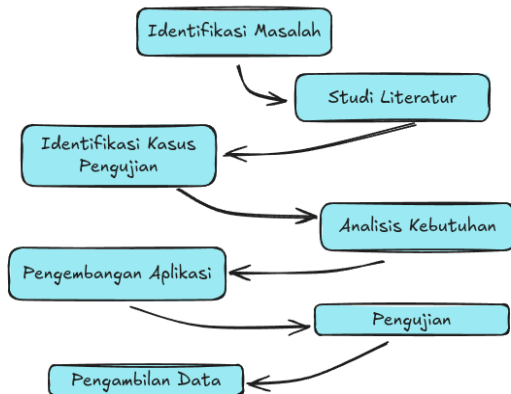 Identifikasi Masalah
Studi Literatur
Identifikasi Kasus
Pengujian
Analisis Kebutuhan
Pengembangan Aplikasi
Pengujian
Pengambilan Data